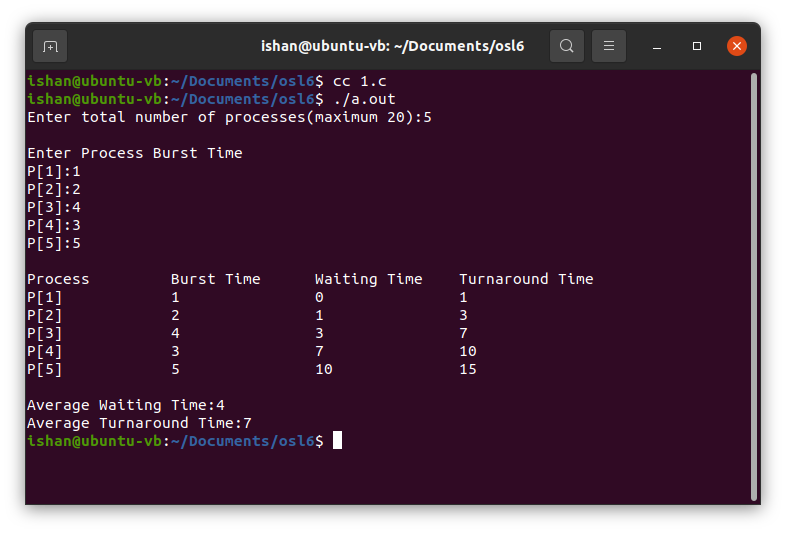 ishan@ubuntu-vb: ~/Documents/osl6
ishan@ubuntu-vb:~/Documents/osl6$ cc 1.c
ishan@ubuntu-vb:~/Documents/osl6$ ./a.out
Enter total number of processes(maximum 20):5
Enter Process Burst Time
P[1]:1
P[2]:2
P[3]:4
P[4]:3
P[5]:5
Process Burst Time Waiting Time Turnaround Time
P[1] 1 0 1
P[2] 2 1 3
P[3] 4 3 7
P[4] 3 7 10
P[5] 5 10 15
Average Waiting Time:4
Average Turnaround Time:7
ishan@ubuntu-vb:~/Documents/osl6$